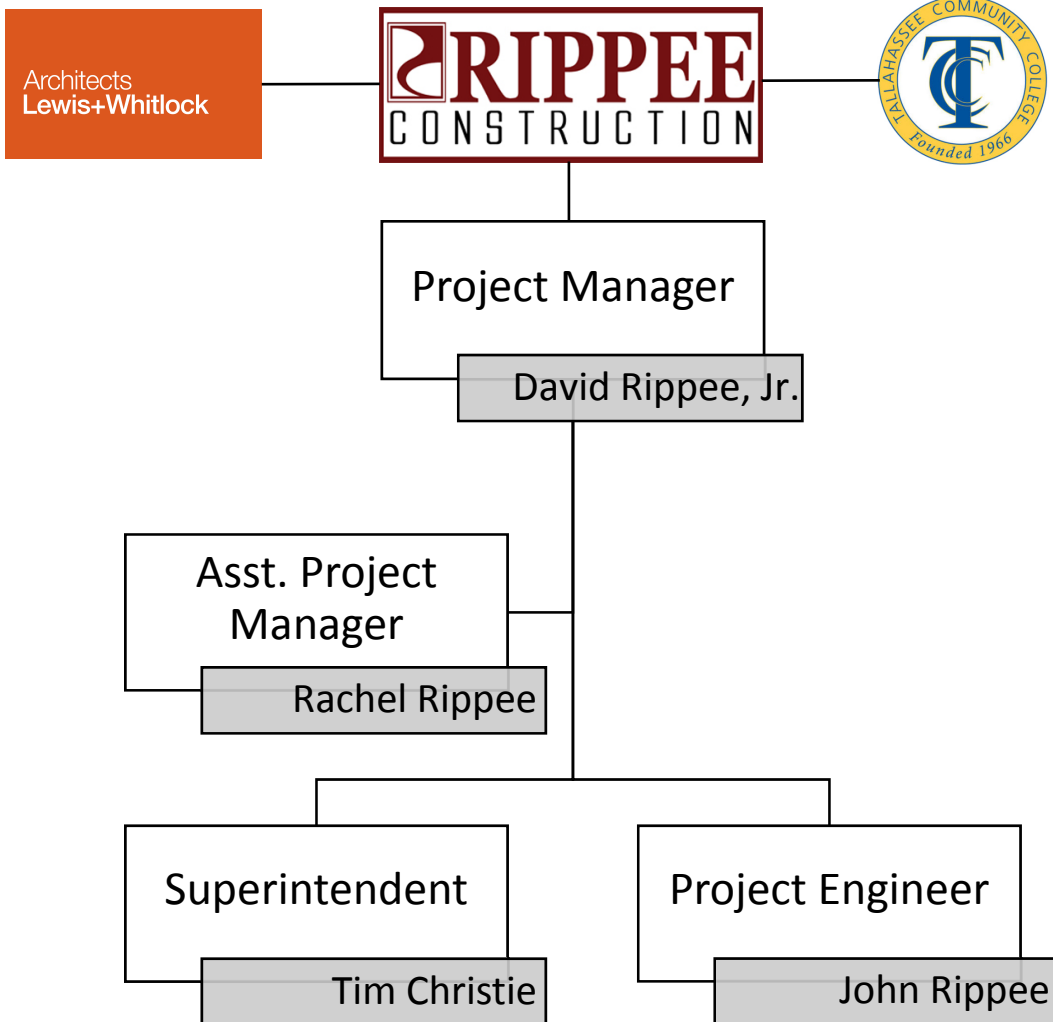 Architects
Lewis+Whitlock
RIPPEE
CONSTRUCTION
TALLAHASSEE COMMUNITY COLLEGE
TCC
Founded 1966
Project Manager
David Rippee, Jr.
Asst. Project
Manager
Rachel Rippee
Superintendent
Tim Christie
Project Engineer
John Rippee